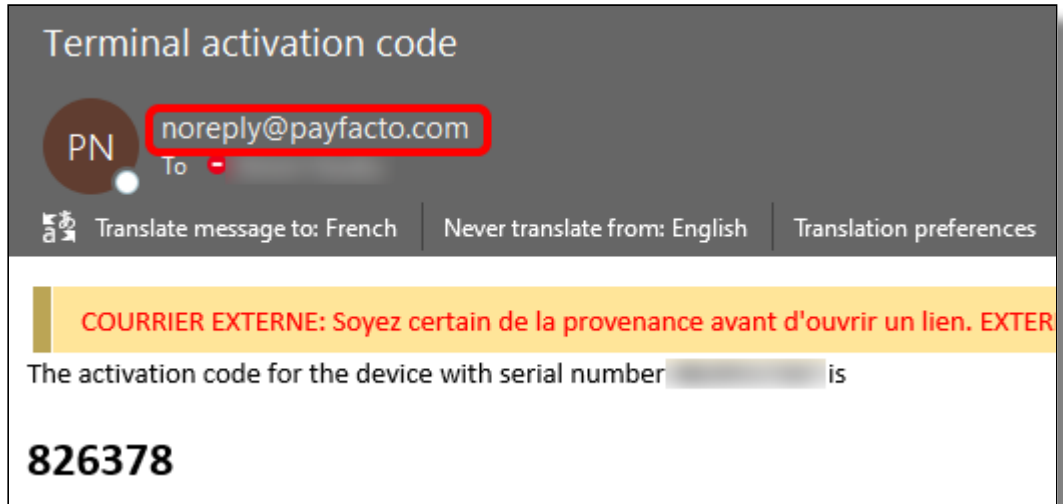 Terminal activation code
PN
noreply@payfacto.com
To
Translate message to: French
Never translate from: English
Translation preferences
COURRIER EXTERNE: Soyez certain de la provenance avant d'ouvrir un lien. EXTER
The activation code for the device with serial number is
826378